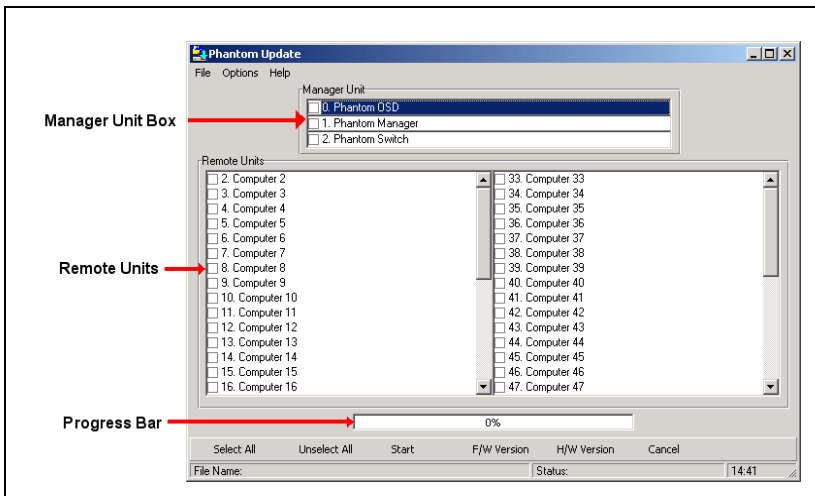 Phantom Update
File Options Help
Manager Unit
Manager Unit Box
0. Phantom OSD
1. Phantom Manager
2. Phantom Switch
Remote Units
2. Computer 2
3. Computer 3
4. Computer 4
5. Computer 5
6. Computer 6
7. Computer 7
8. Computer 8
9. Computer 9
10. Computer 10
11. Computer 11
12. Computer 12
13. Computer 13
14. Computer 14
15. Computer 15
16. Computer 16
33. Computer 33
34. Computer 34
35. Computer 35
36. Computer 36
37. Computer 37
38. Computer 38
39. Computer 39
40. Computer 40
41. Computer 41
42. Computer 42
43. Computer 43
44. Computer 44
45. Computer 45
46. Computer 46
47. Computer 47
Remote Units
Progress Bar
0%
Select All Unselect All Start F/W Version H/W Version Cancel
File Name: Status: 14:41